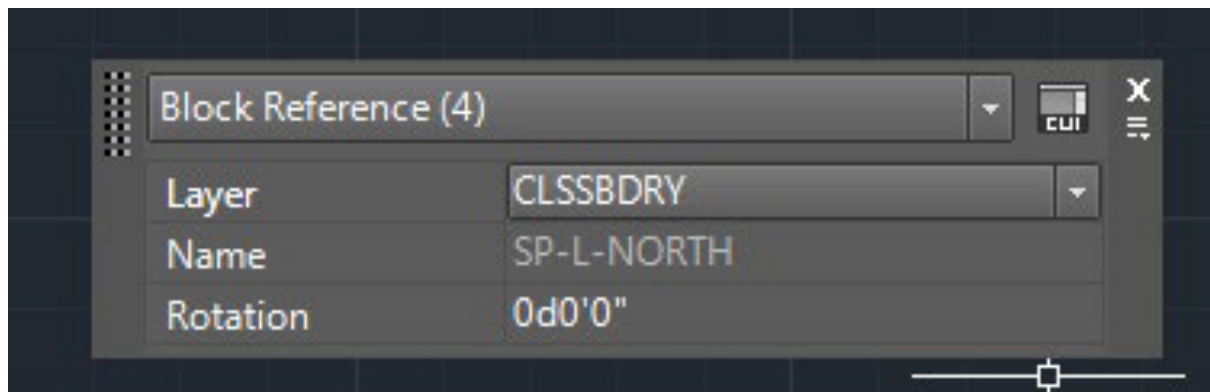 Block Reference (4)
CUI
Layer CLSSBDRY
Name SP-L-NORTH
Rotation 0d0'0"